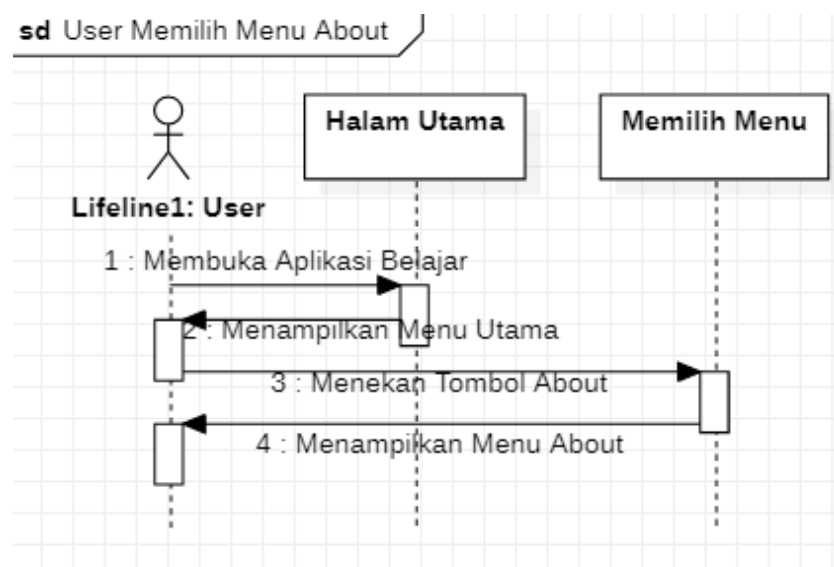 sd User Memilih Menu About
Halam Utama
Memilih Menu
Lifeline1: User
1 : Membuka Aplikasi Belajar
2 : Menampilkan Menu Utama
3 : Menekan Tombol About
4 : Menampilkan Menu About